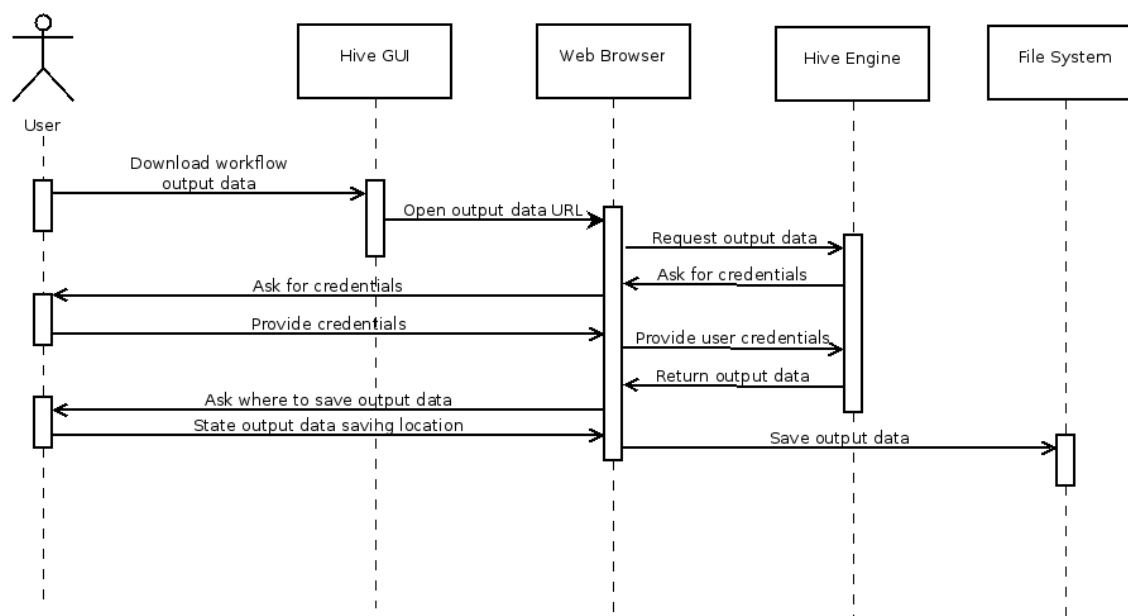 Hive GUI
Web Browser
Hive Engine
File System
User
Download workflow
output data
Open output data URL
Request output data
Ask for credentials
Ask for credentials
Provide credentials
Provide user credentials
Return output data
Ask where to save output data
State output data saving location
Save output data